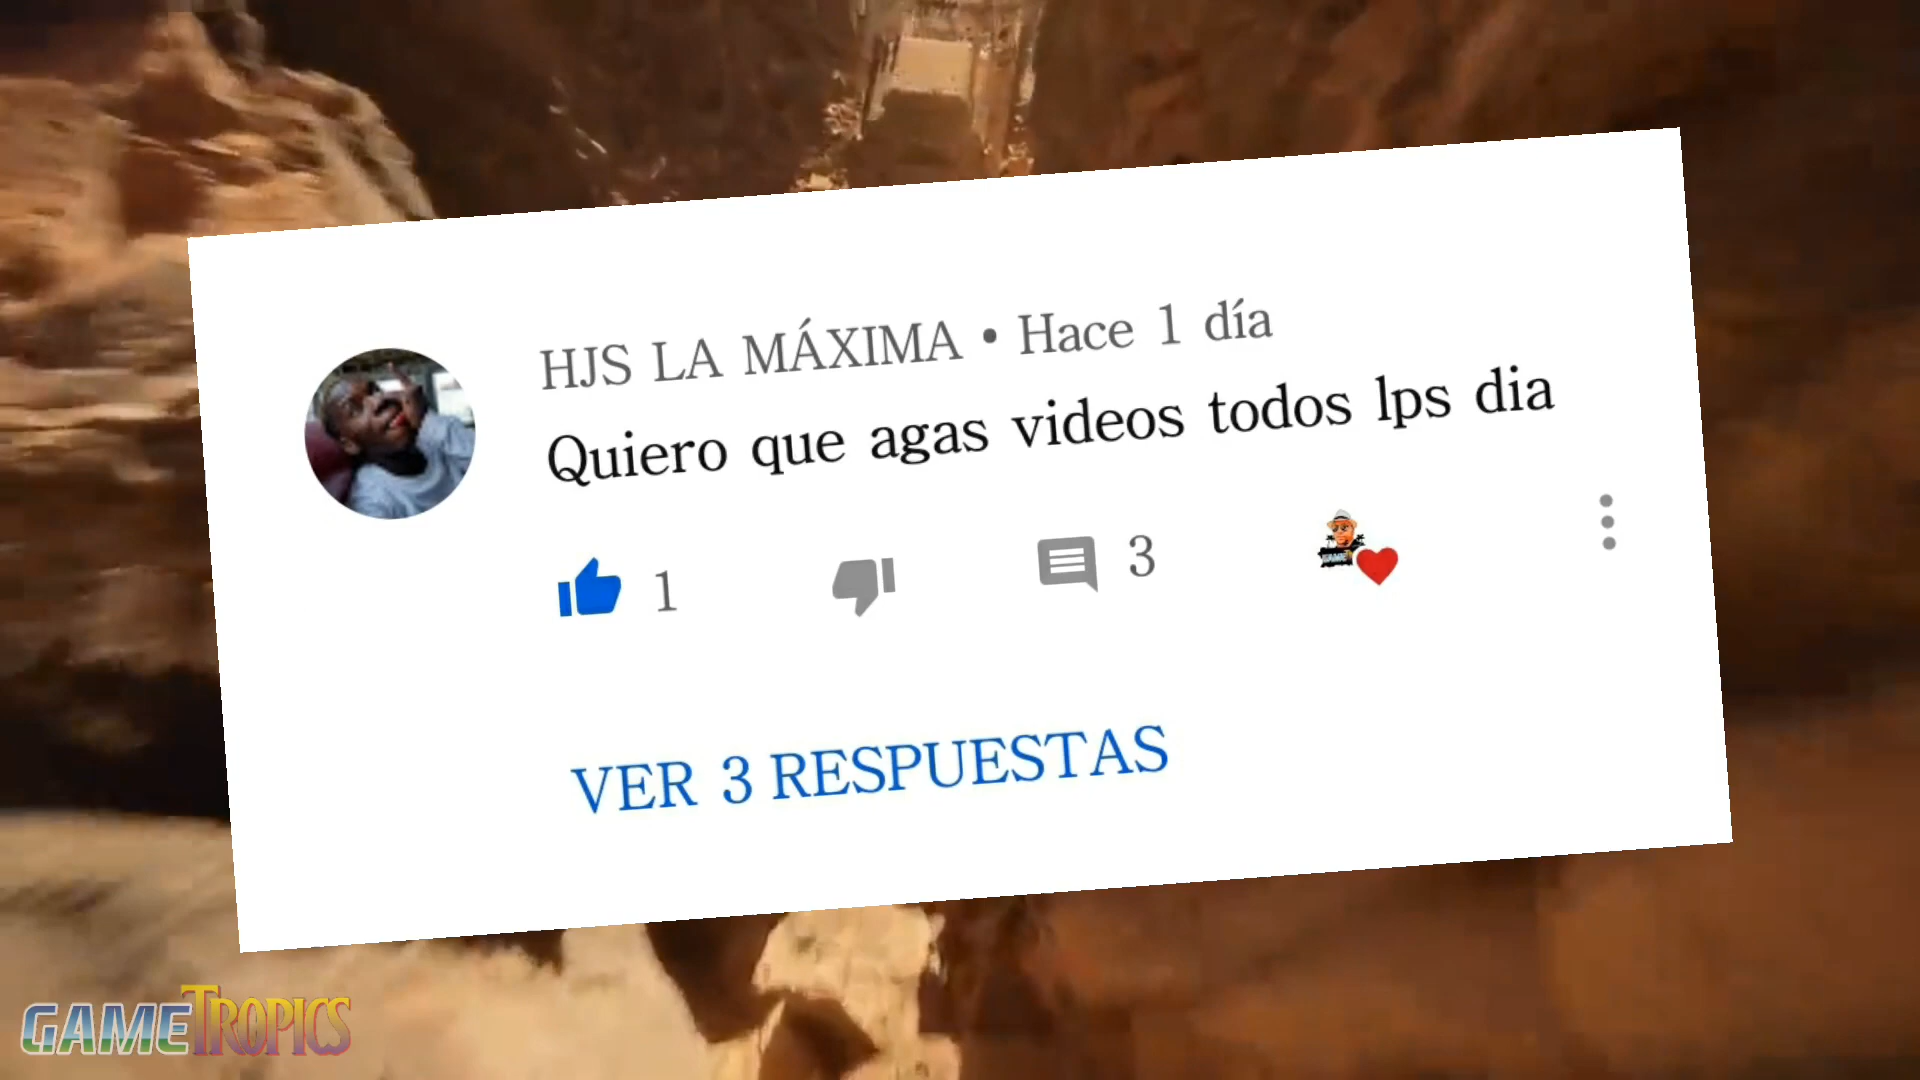 HJS LA MÁXIMA • Hace 1 día
Quiero que agas videos todos lps dia
1
3
GAME
VER 3 RESPUESTAS
GAMETROPICS